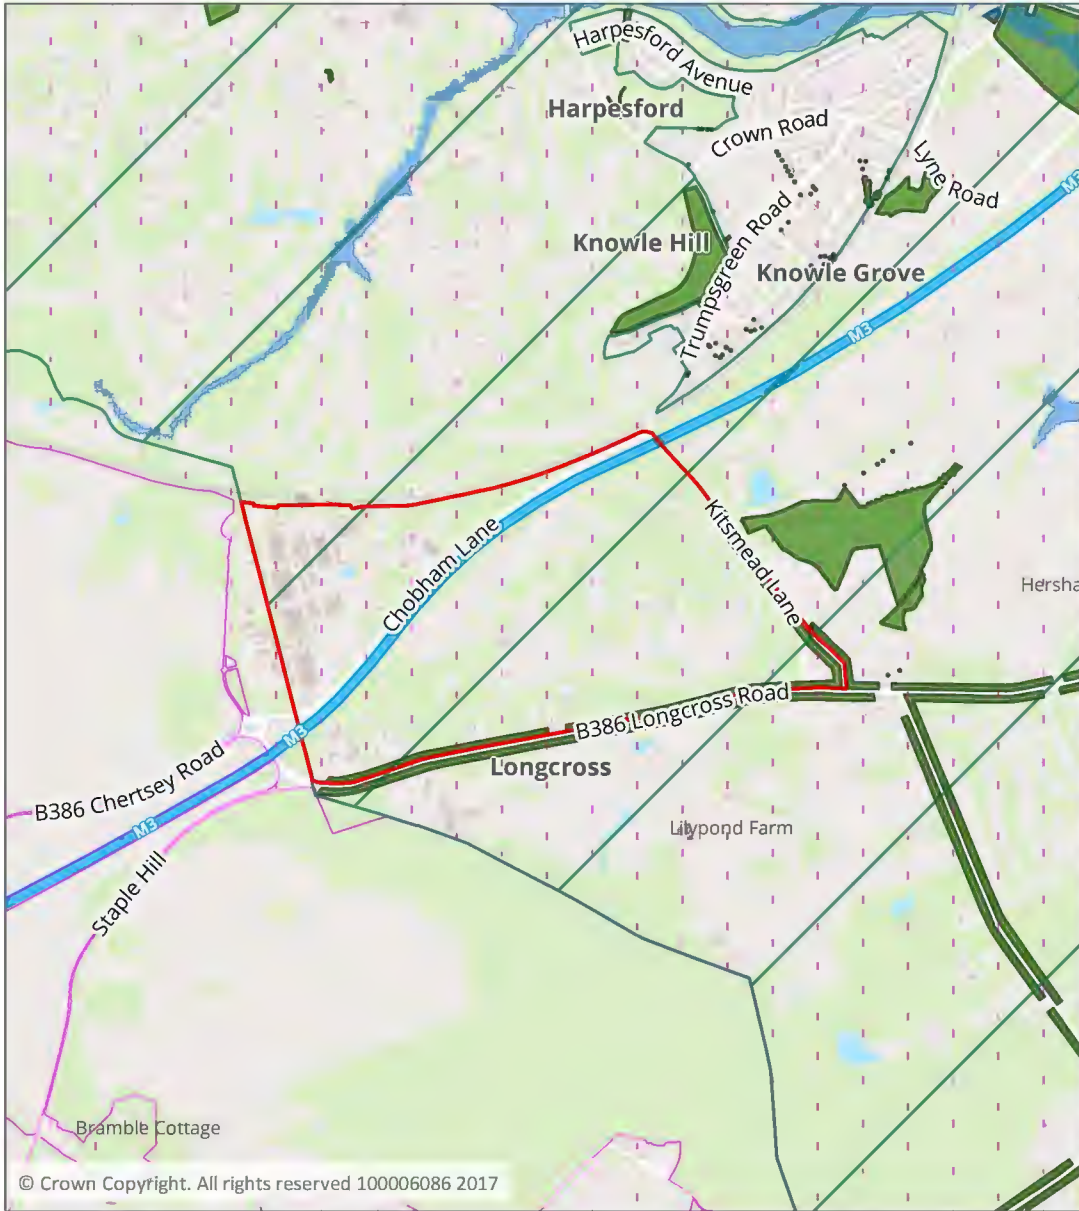 Harpesford Avenue
Harpesford
Crown Road
Lyne Road
M3
Knowle Hill
Trumpsgreen Road
Knowle Grove
M3
Kitsmead Lane
Chobham Lane
Hersha
B386 Longcross Road
M3
Longcross
B386 Chertsey Road
M3
Lilypond Farm
Staple Hill
Bramble Cottage
© Crown Copyright. All rights reserved 100006086 2017